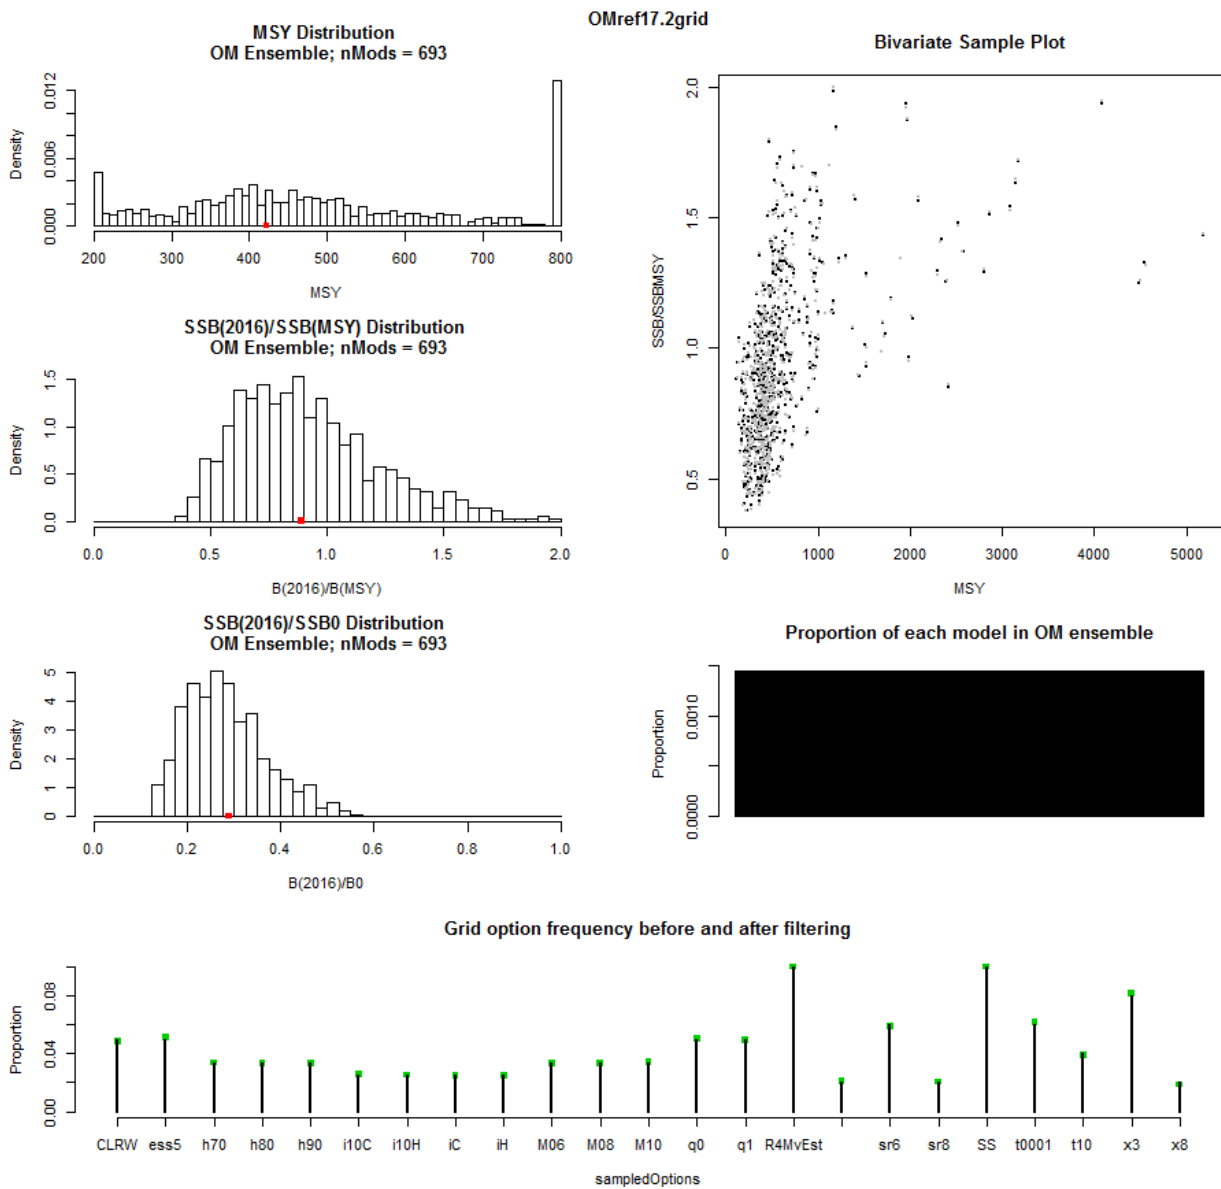 OMref17.2grid
MSY Distribution
OM Ensemble; nMods = 693
Density
0.000 0.006 0.012
200 300 400 500 600 700 800
MSY
SSB(2016)/SSB(MSY) Distribution
OM Ensemble; nMods = 693
Density
0.0 0.5 1.0 1.5
0.0 0.5 1.0 1.5 2.0
B(2016)/B(MSY)
SSB(2016)/SSB0 Distribution
OM Ensemble; nMods = 693
Density
0 1 2 3 4 5
0.0 0.2 0.4 0.6 0.8 1.0
B(2016)/B0
Bivariate Sample Plot
SSB/SSBMSY
0.5 1.0 1.5 2.0
0 1000 2000 3000 4000 5000
MSY
Proportion of each model in OM ensemble
Proportion
0.0000 0.0010
Grid option frequency before and after filtering
Proportion
0.00 0.04 0.08
CLRW ess5 h70 h80 h90 i10C i10H iC iH M06 M08 M10 q0 q1 R4MvEst sr6 sr8 SS t0001 t10 x3 x8
sampledOptions